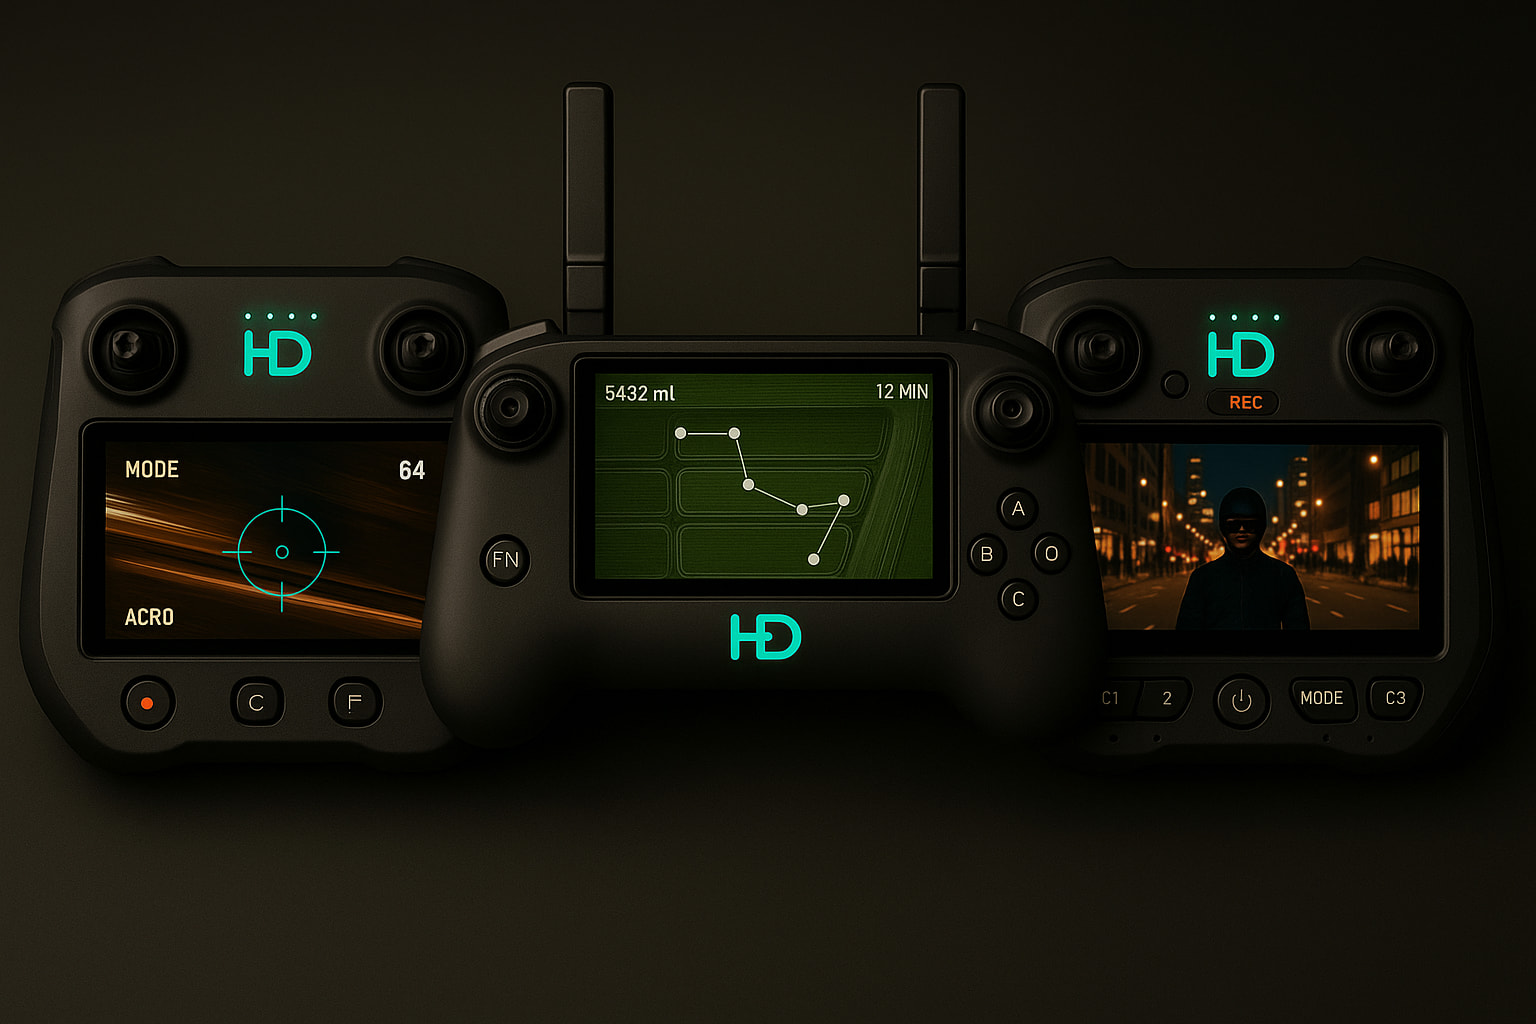 HD
MODE 64
ACRO
C F
5432 ml 12 MIN
FN
A
B O
C
HD
HD
REC
C1 2 MODE C3